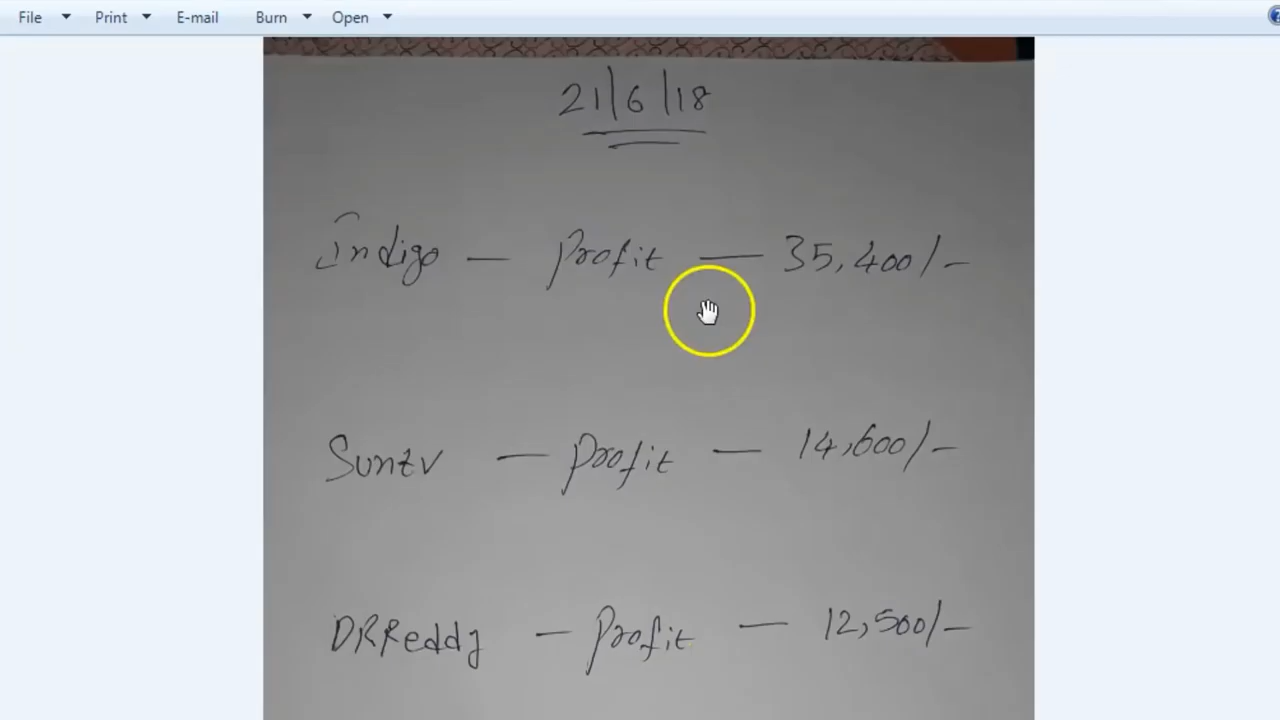 File Print E-mail Burn Open
21/6/18
Indigo — Profit — 35,400/-
Suntv — Profit — 14,600/-
DRReddy — Profit — 12,500/-